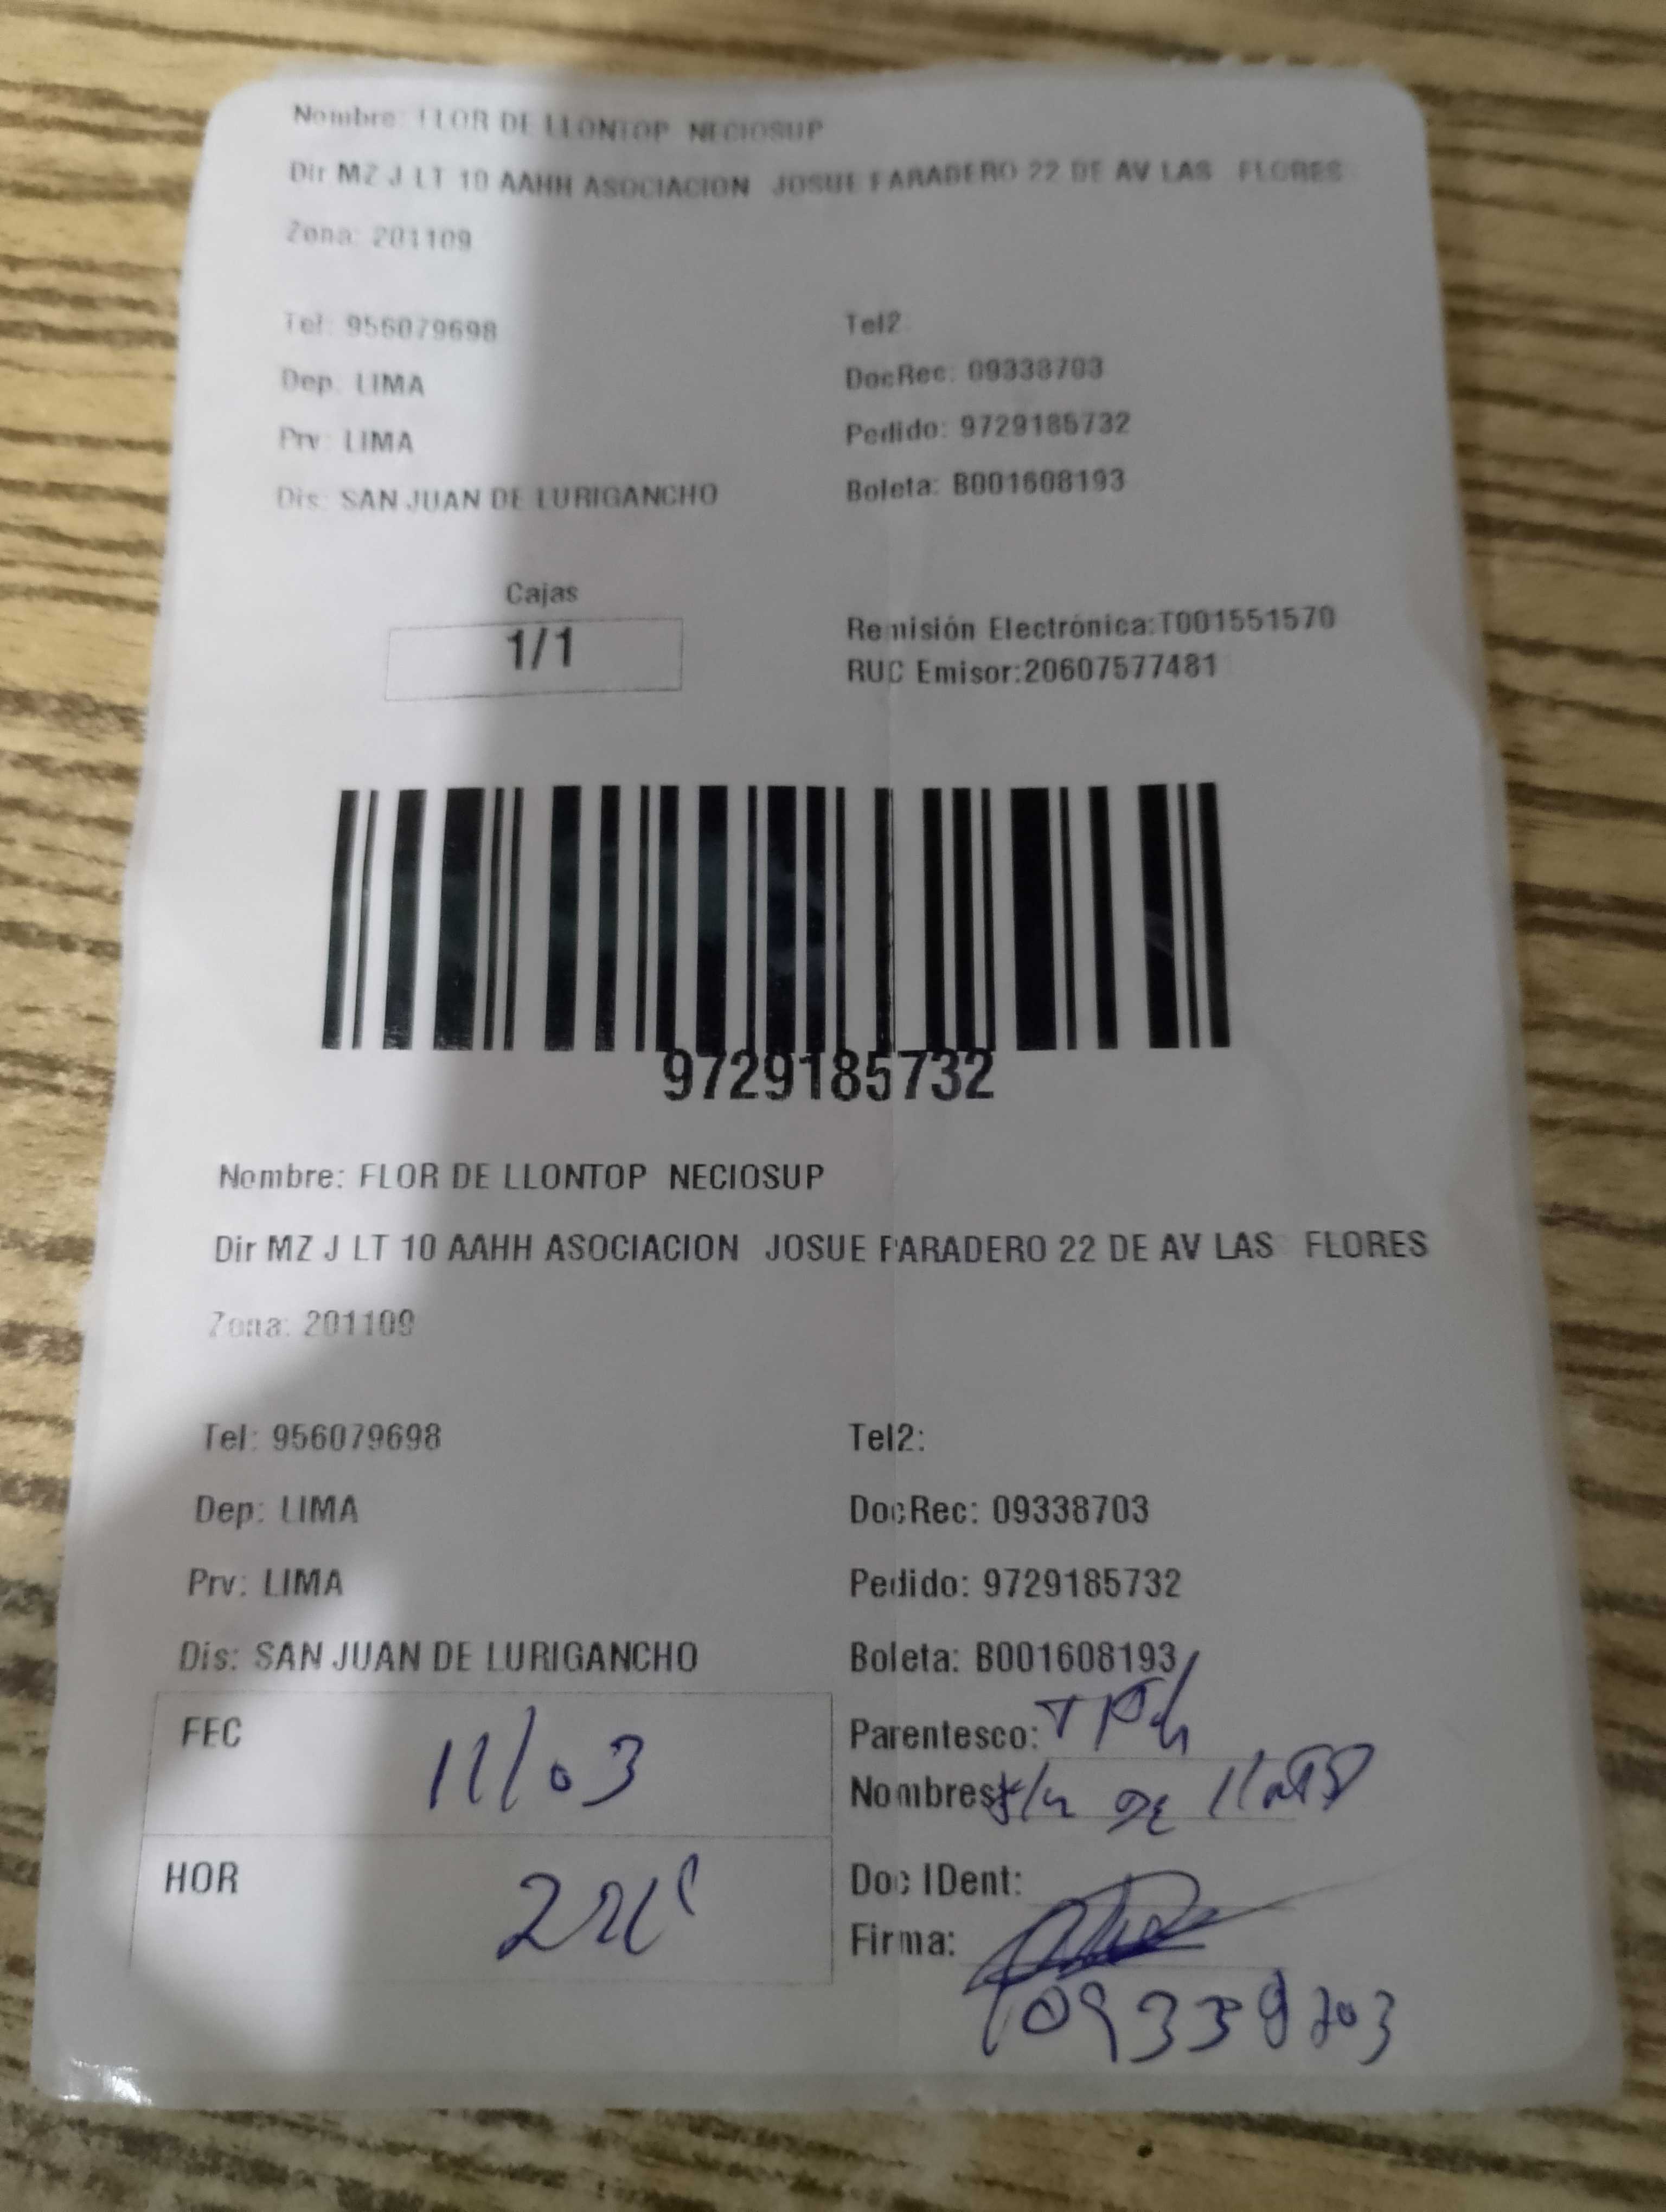 Nombre: FLOR DE LLONTOP NECIOSUP
Dir MZ J LT 10 AAHH ASOCIACION JOSUE PARADERO 22 DE AV LAS FLORES
Zona: 201109
Tel: 956079698 Tel2:
Dep: LIMA DocRec: 09338703
Prv: LIMA Pedido: 9729185732
Dis: SAN JUAN DE LURIGANCHO Boleta: B001608193
Cajas
1/1
Remisión Electrónica:T001551570
RUC Emisor:20607577481
9729185732
Nombre: FLOR DE LLONTOP NECIOSUP
Dir MZ J LT 10 AAHH ASOCIACION JOSUE PARADERO 22 DE AV LAS FLORES
Zona: 201109
Tel: 956079698 Tel2:
Dep: LIMA DocRec: 09338703
Prv: LIMA Pedido: 9729185732
Dis: SAN JUAN DE LURIGANCHO Boleta: B001608193
FEC 11/03 Parentesco:
Nombres: DE
HOR Doc IDent:
Firma: